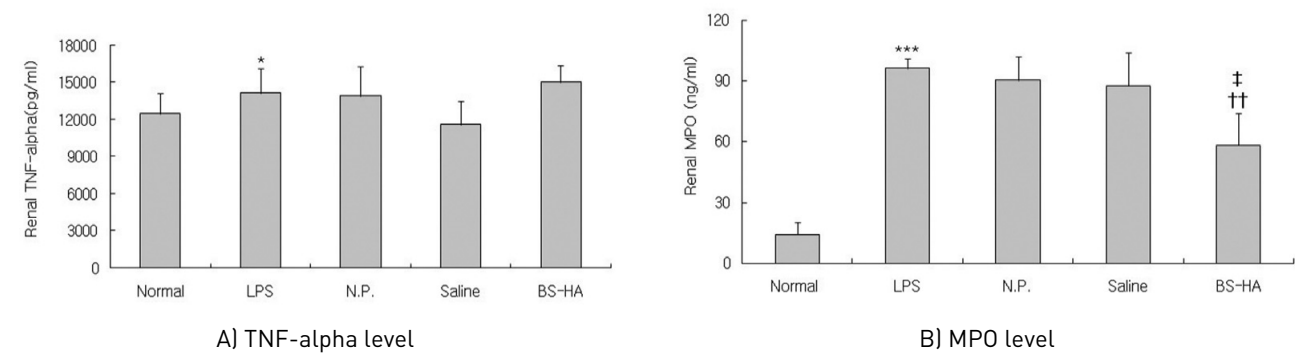 Renal TNF-alpha(pg/ml)
18000
15000
12000
9000
6000
3000
0
*
Normal LPS N.P. Saline BS-HA
A) TNF-alpha level
Renal MPO (ng/ml)
120
90
60
30
0
***
‡
††
Normal LPS N.P. Saline BS-HA
B) MPO level